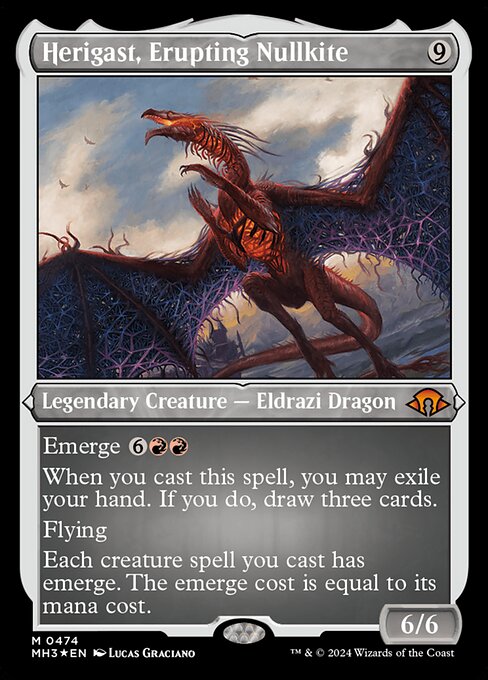 Herigast, Erupting Nullkite 9
Legendary Creature — Eldrazi Dragon
Emerge 6
When you cast this spell, you may exile
your hand. If you do, draw three cards.
Flying
Each creature spell you cast has
emerge. The emerge cost is equal to its
mana cost.
6/6
M 0474
MH3★EN Lucas Graciano
™ & © 2024 Wizards of the Coast